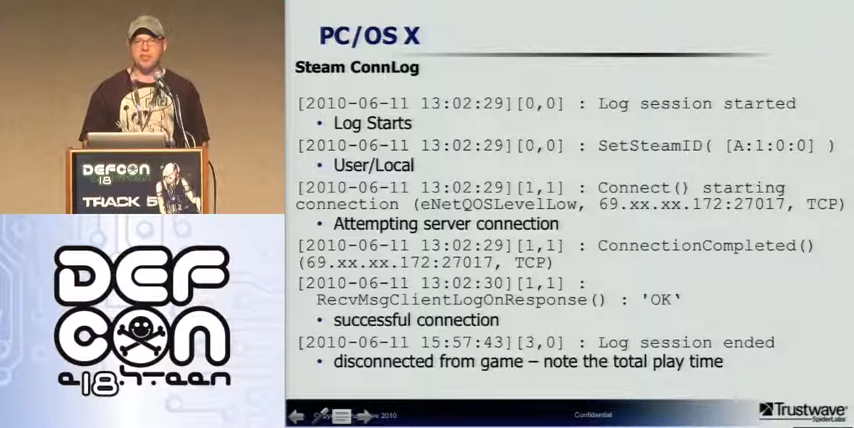 PC/OS X
Steam ConnLog
[2010-06-11 13:02:29][0,0] : Log session started
• Log Starts
[2010-06-11 13:02:29][0,0] : SetSteamID( [A:1:0:0] )
• User/Local
[2010-06-11 13:02:29][1,1] : Connect() starting
connection (eNetQOSLevelLow, 69.xx.xx.172:27017, TCP)
• Attempting server connection
[2010-06-11 13:02:29][1,1] : ConnectionCompleted()
(69.xx.xx.172:27017, TCP)
[2010-06-11 13:02:30][1,1] :
RecvMsgClientLogOnResponse() : 'OK‘
• successful connection
[2010-06-11 15:57:43][3,0] : Log session ended
• disconnected from game – note the total play time
2010
Confidential
Trustwave
SpiderLabs
DEFCON
18
TRACK 5
DEF
CON
e18hteen